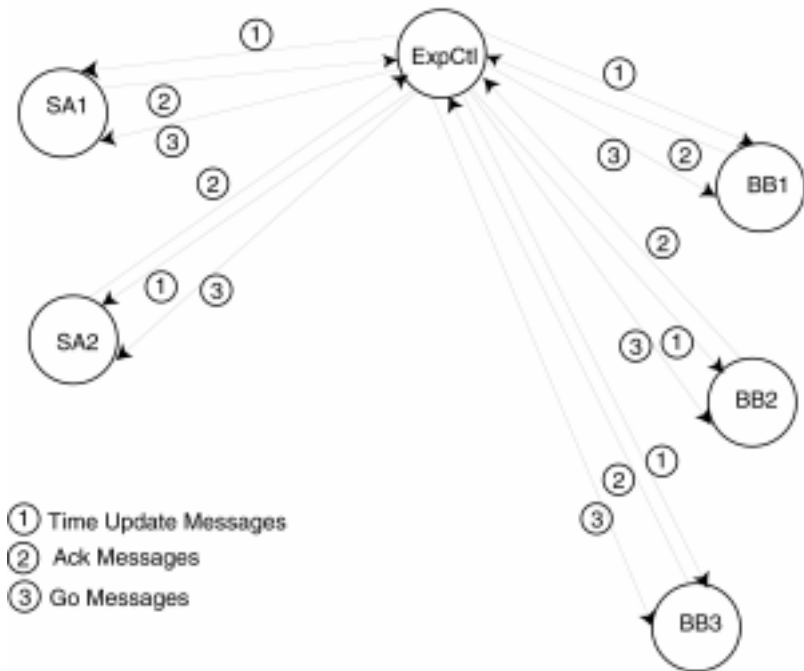 ExpCtl
1
1
SA1
2
3
3
2
BB1
2
2
1
3
SA2
3
1
BB2
2
1
3
1 Time Update Messages
2 Ack Messages
3 Go Messages
BB3